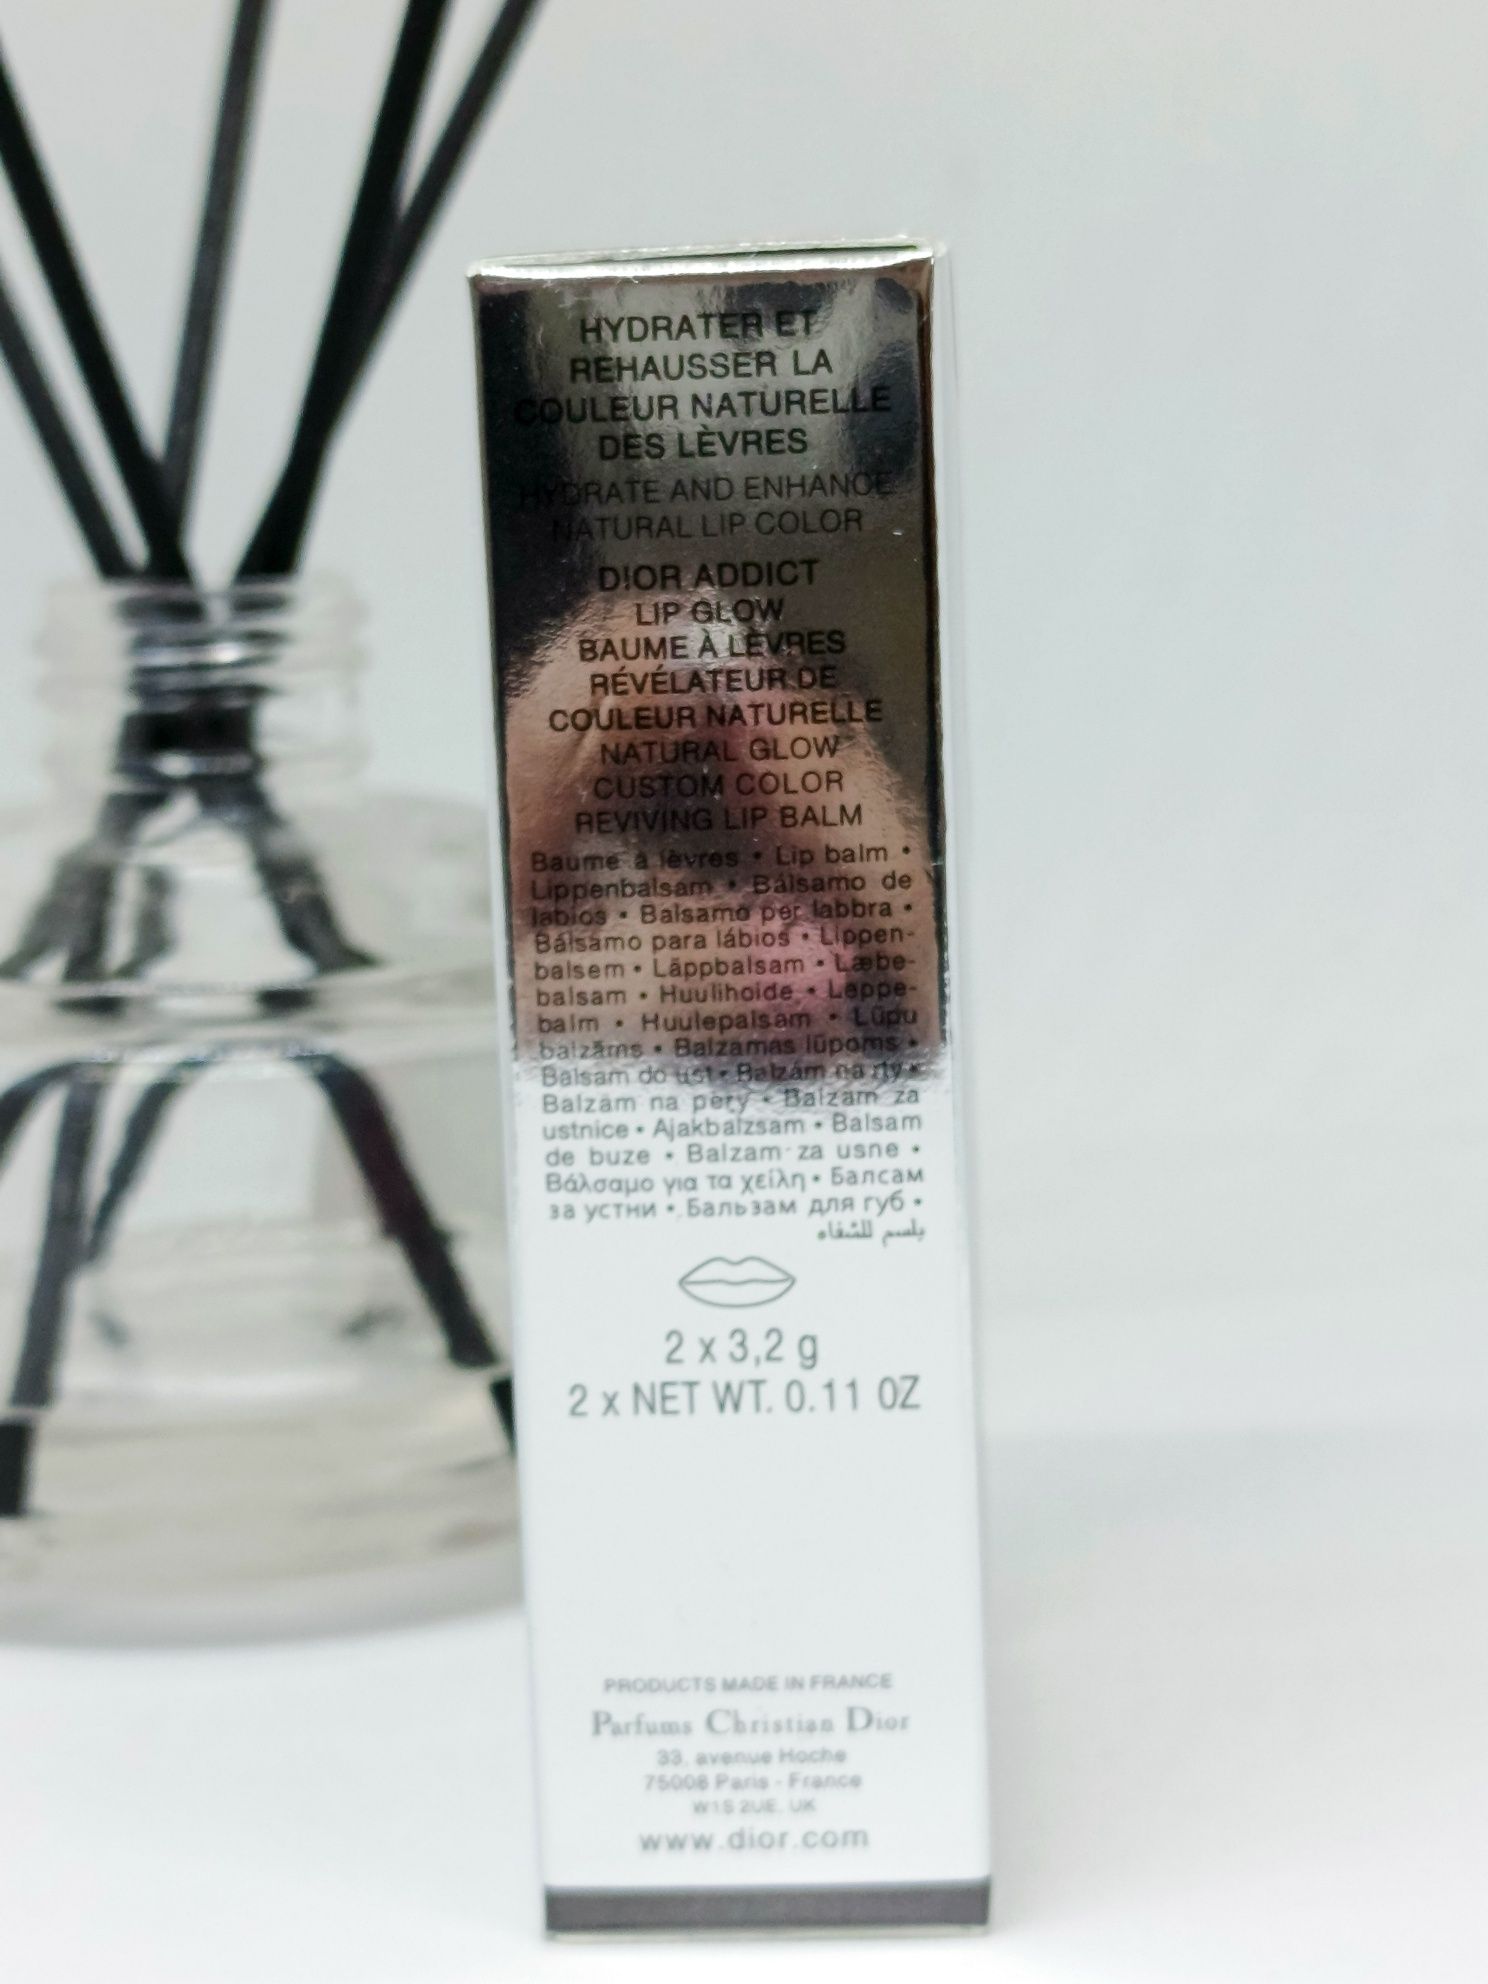 HYDRATER ET
REHAUSSER LA
COULEUR NATURELLE
DES LÈVRES
HYDRATE AND ENHANCE
NATURAL LIP COLOR
DIOR ADDICT
LIP GLOW
BAUME À LÈVRES
RÉVÉLATEUR DE
COULEUR NATURELLE
NATURAL GLOW
CUSTOM COLOR
REVIVING LIP BALM
Baume à lèvres • Lip balm •
Lippenbalsam • Bálsamo de
labios • Balsamo per labbra •
Bálsamo para lábios • Lippen-
balsem • Läppbalsam • Læbe-
balsam • Huulihoide • Leppe-
balm • Huulepalsam • Lūpu
balzāms • Balzamas lūpoms •
Balsam do ust • Balzám na rty •
Balzam na pery • Balzam za
ustnice • Ajakbalzsam • Balsam
de buze • Balzam za usne •
Βάλσαμο για τα χείλη • Балсам
за устни • Бальзам для губ •
بلسم للشفاه
2 x 3,2 g
2 x NET WT. 0.11 OZ
PRODUCTS MADE IN FRANCE
Parfums Christian Dior
33, avenue Hoche
75008 Paris - France
W1S 2UE, UK
www.dior.com